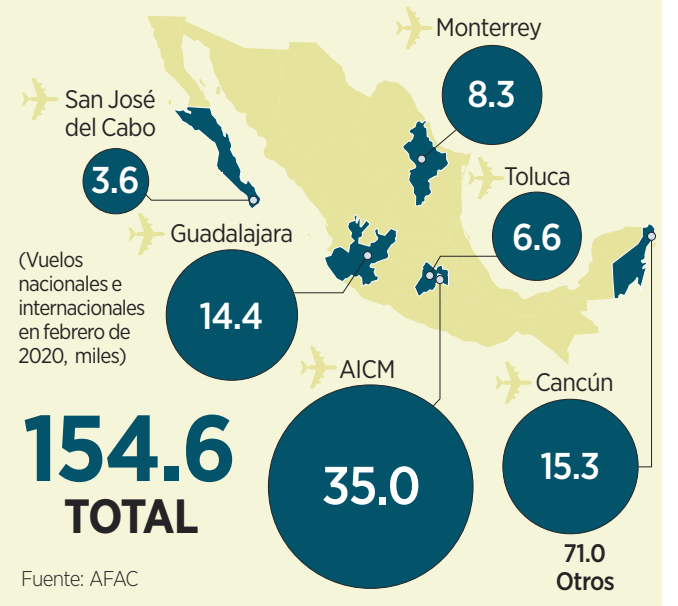 Monterrey
8.3
San José
del Cabo
3.6
Toluca
6.6
Guadalajara
14.4
(Vuelos
nacionales e
internacionales
en febrero de
2020, miles)
AICM
35.0
Cancún
15.3
154.6
TOTAL
71.0
Otros
Fuente: AFAC